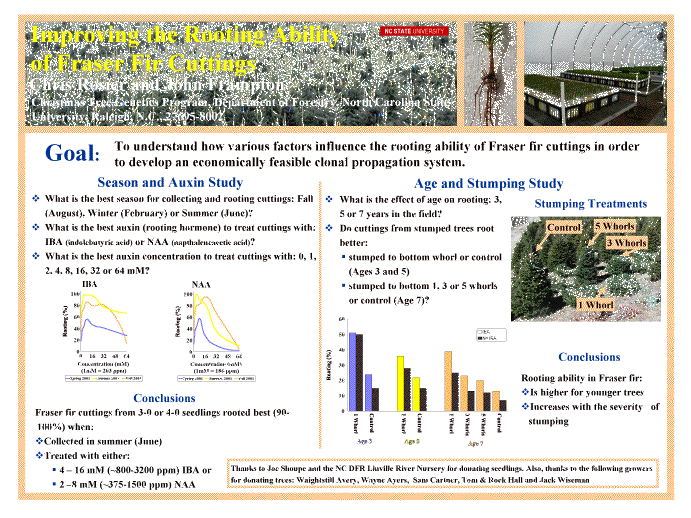 Improving the Rooting Ability
of Fraser Fir Cuttings
NC STATE UNIVERSITY
Chris Rosier and John Frampton
Christmas Tree Genetics Program, Department of Forestry, North Carolina State
University, Raleigh, N.C., 27695-8002
Goal: To understand how various factors influence the rooting ability of Fraser fir cuttings in order
to develop an economically feasible clonal propagation system.
Season and Auxin Study
What is the best season for collecting and rooting cuttings: Fall
(August), Winter (February) or Summer (June)?
What is the best auxin (rooting hormone) to treat cuttings with:
IBA (indolebutyric acid) or NAA (napthaleneacetic acid)?
What is the best auxin concentration to treat cuttings with: 0, 1,
2, 4, 8, 16, 32 or 64 mM?
IBA
NAA
Rooting (%)
100
80
60
40
20
0
0 16 32 48 64
Concentration (mM)
(1mM = 203 ppm)
Rooting (%)
100
80
60
40
20
0
0 16 32 48 64
Concentration (mM)
(1mM = 186 ppm)
Conclusions
Fraser fir cuttings from 3-0 or 4-0 seedlings rooted best (90-
100%) when:
Collected in summer (June)
Treated with either:
4 – 16 mM (~800-3200 ppm) IBA or
2 –8 mM (~375-1500 ppm) NAA
Age and Stumping Study
What is the effect of age on rooting: 3,
5 or 7 years in the field?
Do cuttings from stumped trees root
better:
stumped to bottom whorl or control
(Ages 3 and 5)
stumped to bottom 1, 3 or 5 whorls
or control (Age 7)?
Rooting (%)
60
50
40
30
20
10
0
1 Whorl
Control
1 Whorl
Control
1 Whorl
3 Whorls
5 Whorls
Control
Age 3
Age 5
Age 7
Stumping Treatments
Control
5 Whorls
3 Whorls
1 Whorl
Conclusions
Rooting ability in Fraser fir:
Is higher for younger trees
Increases with the severity of
stumping
Thanks to Joe Shoupe and the NC DFR Linville River Nursery for donating seedlings. Also, thanks to the following growers
for donating trees: Waightstill Avery, Wayne Ayers, Sam Cartner, Tom & Rock Hall and Jack Wiseman